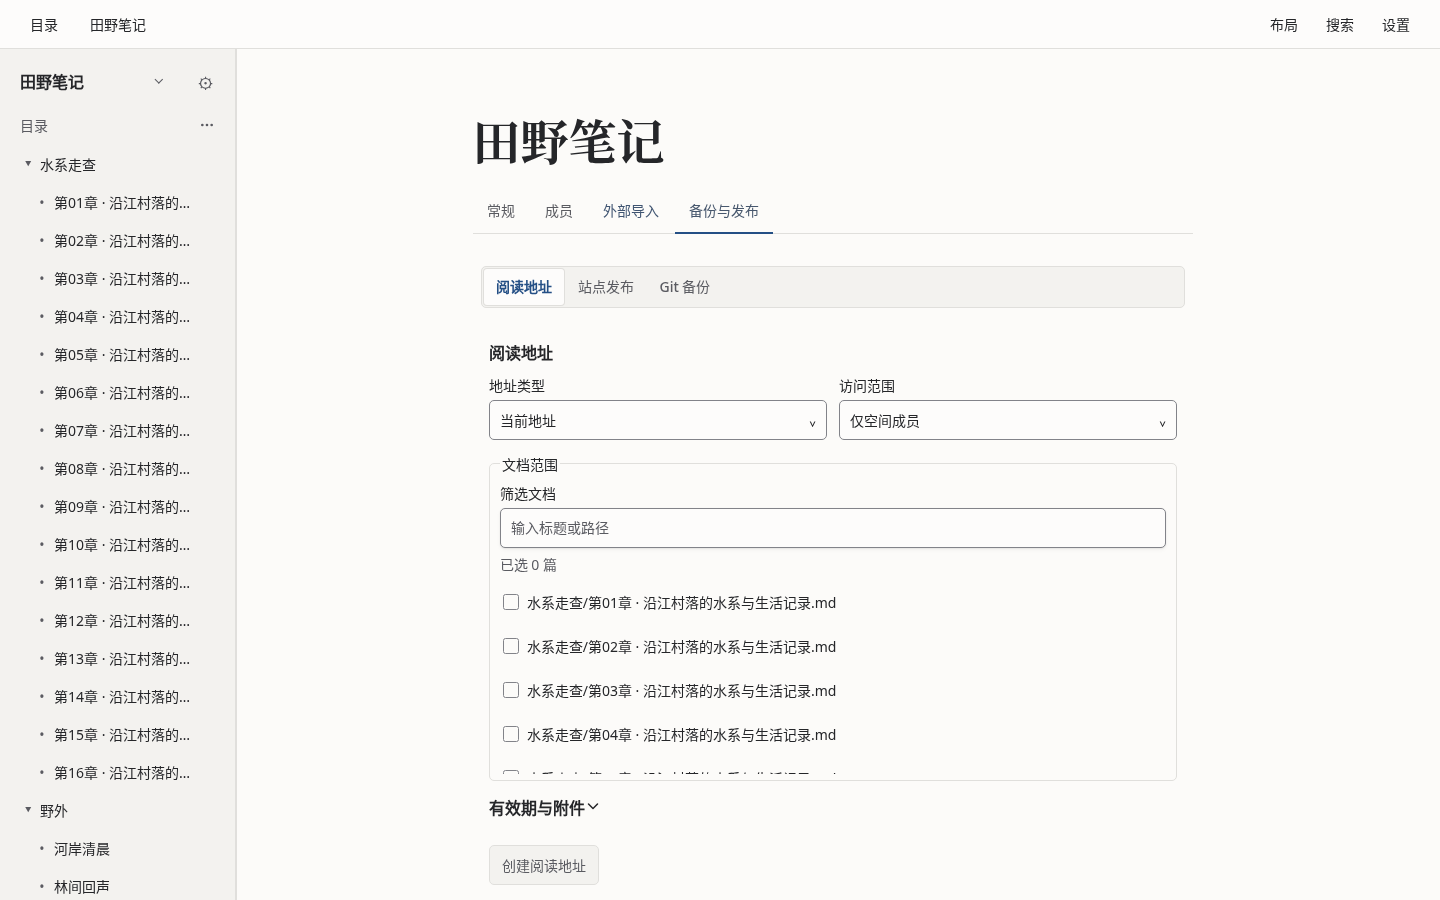 目录 田野笔记 布局 搜索 设置
田野笔记
目录
水系走查
第01章 · 沿江村落的...
第02章 · 沿江村落的...
第03章 · 沿江村落的...
第04章 · 沿江村落的...
第05章 · 沿江村落的...
第06章 · 沿江村落的...
第07章 · 沿江村落的...
第08章 · 沿江村落的...
第09章 · 沿江村落的...
第10章 · 沿江村落的...
第11章 · 沿江村落的...
第12章 · 沿江村落的...
第13章 · 沿江村落的...
第14章 · 沿江村落的...
第15章 · 沿江村落的...
第16章 · 沿江村落的...
野外
河岸清晨
林间回声
田野笔记
常规 成员 外部导入 备份与发布
阅读地址 站点发布 Git 备份
阅读地址
地址类型 访问范围
当前地址 仅空间成员
文档范围
筛选文档
输入标题或路径
已选 0 篇
水系走查/第01章 · 沿江村落的水系与生活记录.md
水系走查/第02章 · 沿江村落的水系与生活记录.md
水系走查/第03章 · 沿江村落的水系与生活记录.md
水系走查/第04章 · 沿江村落的水系与生活记录.md
有效期与附件
创建阅读地址